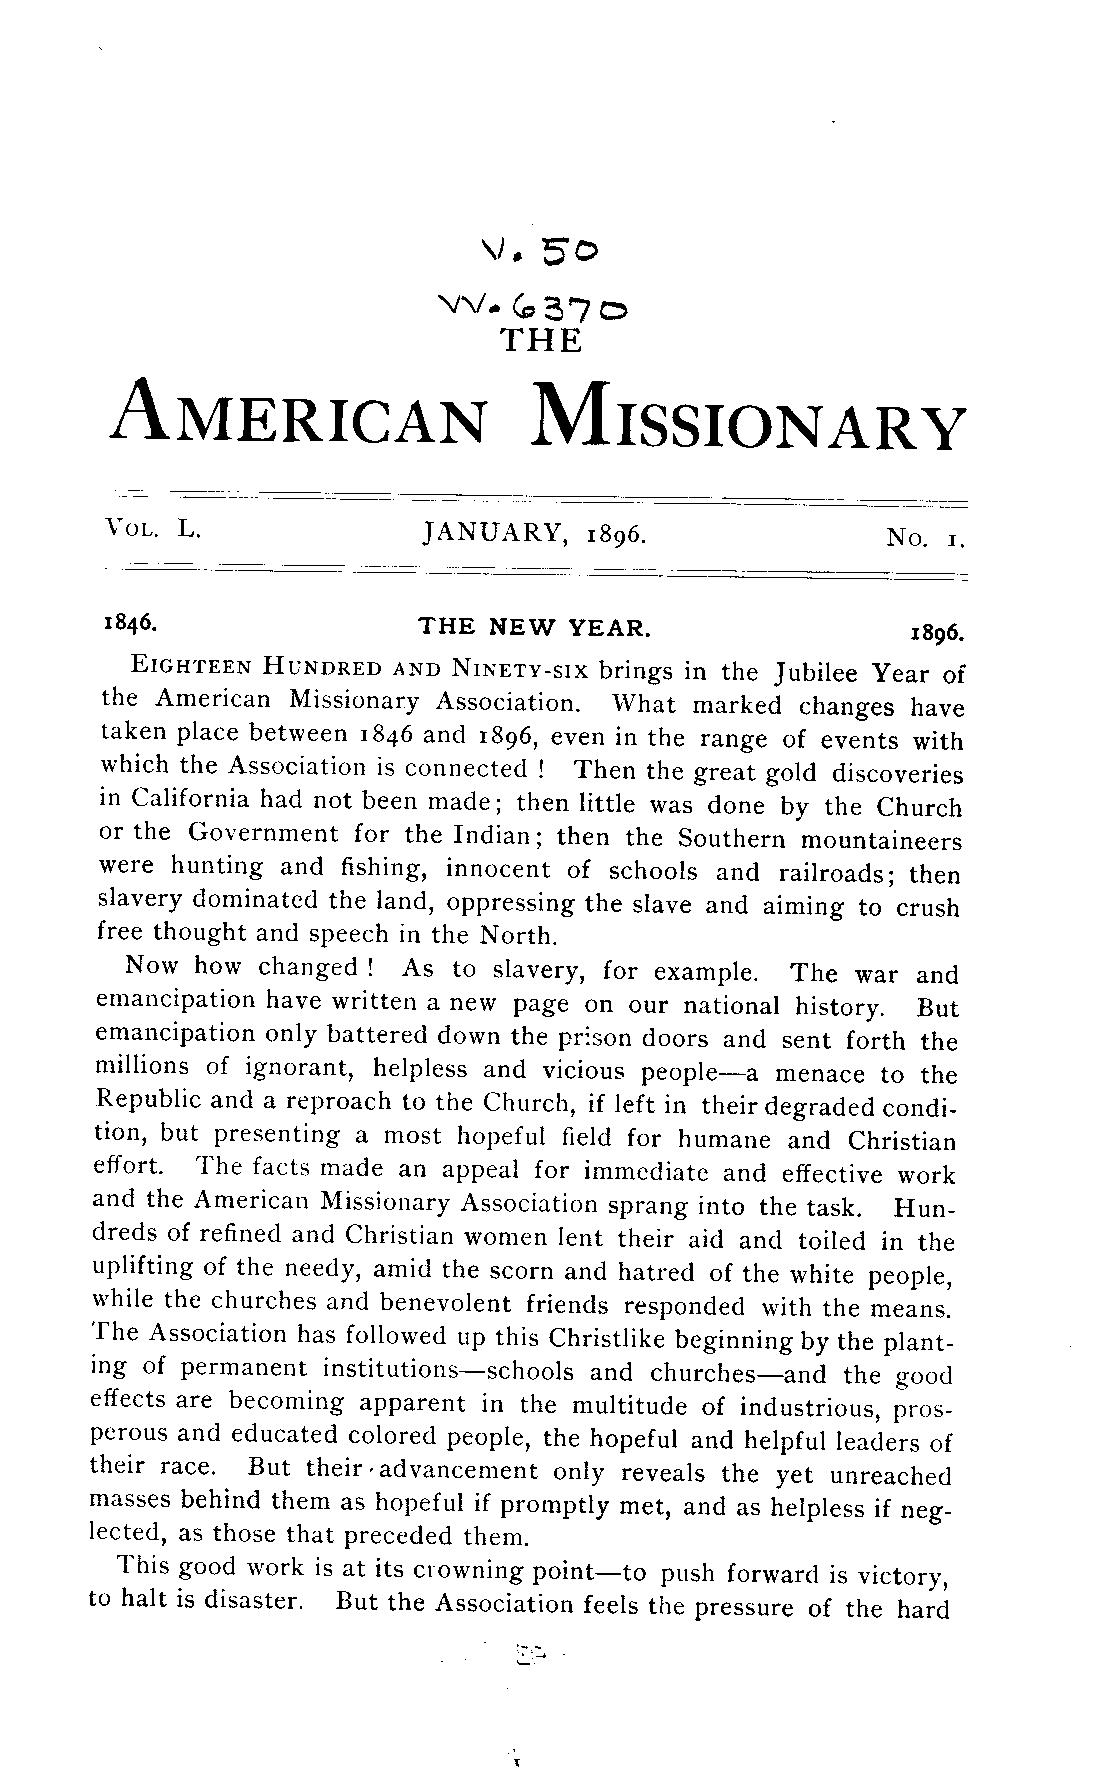 V. 50
W. 6370
THE
AMERICAN MISSIONARY
VOL. L. JANUARY, 1896. No. 1.
1846. THE NEW YEAR. 1896.
EIGHTEEN HUNDRED AND NINETY-SIX brings in the Jubilee Year of
the American Missionary Association. What marked changes have
taken place between 1846 and 1896, even in the range of events with
which the Association is connected ! Then the great gold discoveries
in California had not been made; then little was done by the Church
or the Government for the Indian; then the Southern mountaineers
were hunting and fishing, innocent of schools and railroads; then
slavery dominated the land, oppressing the slave and aiming to crush
free thought and speech in the North.
Now how changed ! As to slavery, for example. The war and
emancipation have written a new page on our national history. But
emancipation only battered down the prison doors and sent forth the
millions of ignorant, helpless and vicious people—a menace to the
Republic and a reproach to the Church, if left in their degraded condi-
tion, but presenting a most hopeful field for humane and Christian
effort. The facts made an appeal for immediate and effective work
and the American Missionary Association sprang into the task. Hun-
dreds of refined and Christian women lent their aid and toiled in the
uplifting of the needy, amid the scorn and hatred of the white people,
while the churches and benevolent friends responded with the means.
The Association has followed up this Christlike beginning by the plant-
ing of permanent institutions—schools and churches—and the good
effects are becoming apparent in the multitude of industrious, pros-
perous and educated colored people, the hopeful and helpful leaders of
their race. But their advancement only reveals the yet unreached
masses behind them as hopeful if promptly met, and as helpless if neg-
lected, as those that preceded them.
This good work is at its crowning point—to push forward is victory,
to halt is disaster. But the Association feels the pressure of the hard